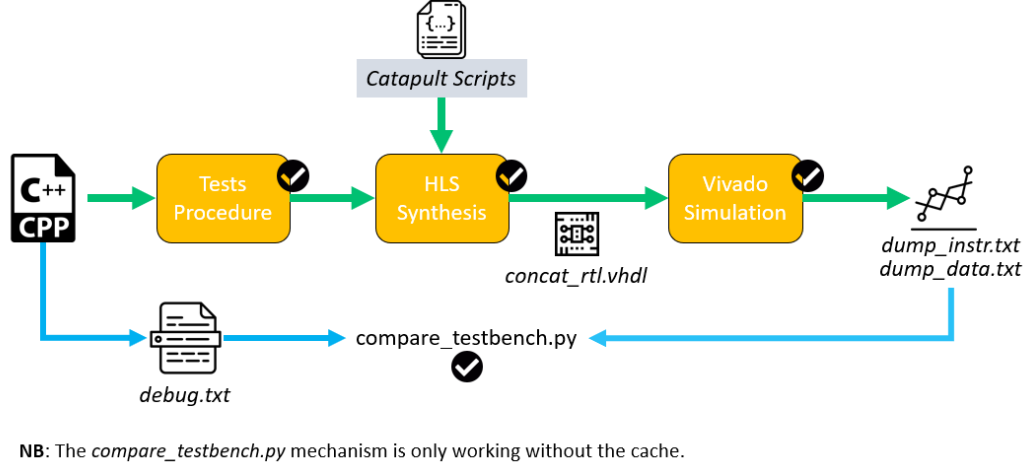 {...}
Catapult Scripts
C++
CPP
Tests
Procedure
HLS
Synthesis
Vivado
Simulation
concat_rtl.vhdl
dump_instr.txt
dump_data.txt
compare_testbench.py
debug.txt
NB: The compare_testbench.py mechanism is only working without the cache.